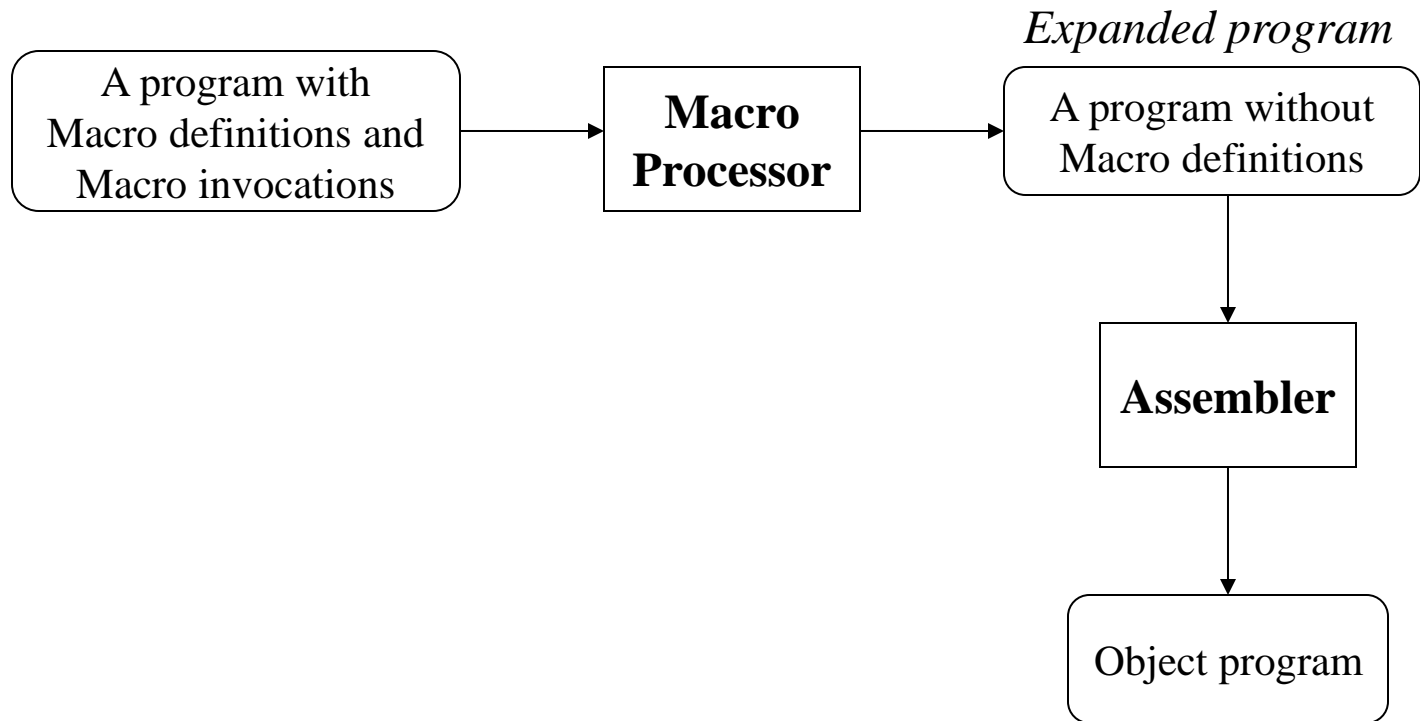 Expanded program
A program with
Macro definitions and
Macro invocations
Macro
Processor
A program without
Macro definitions
Assembler
Object program